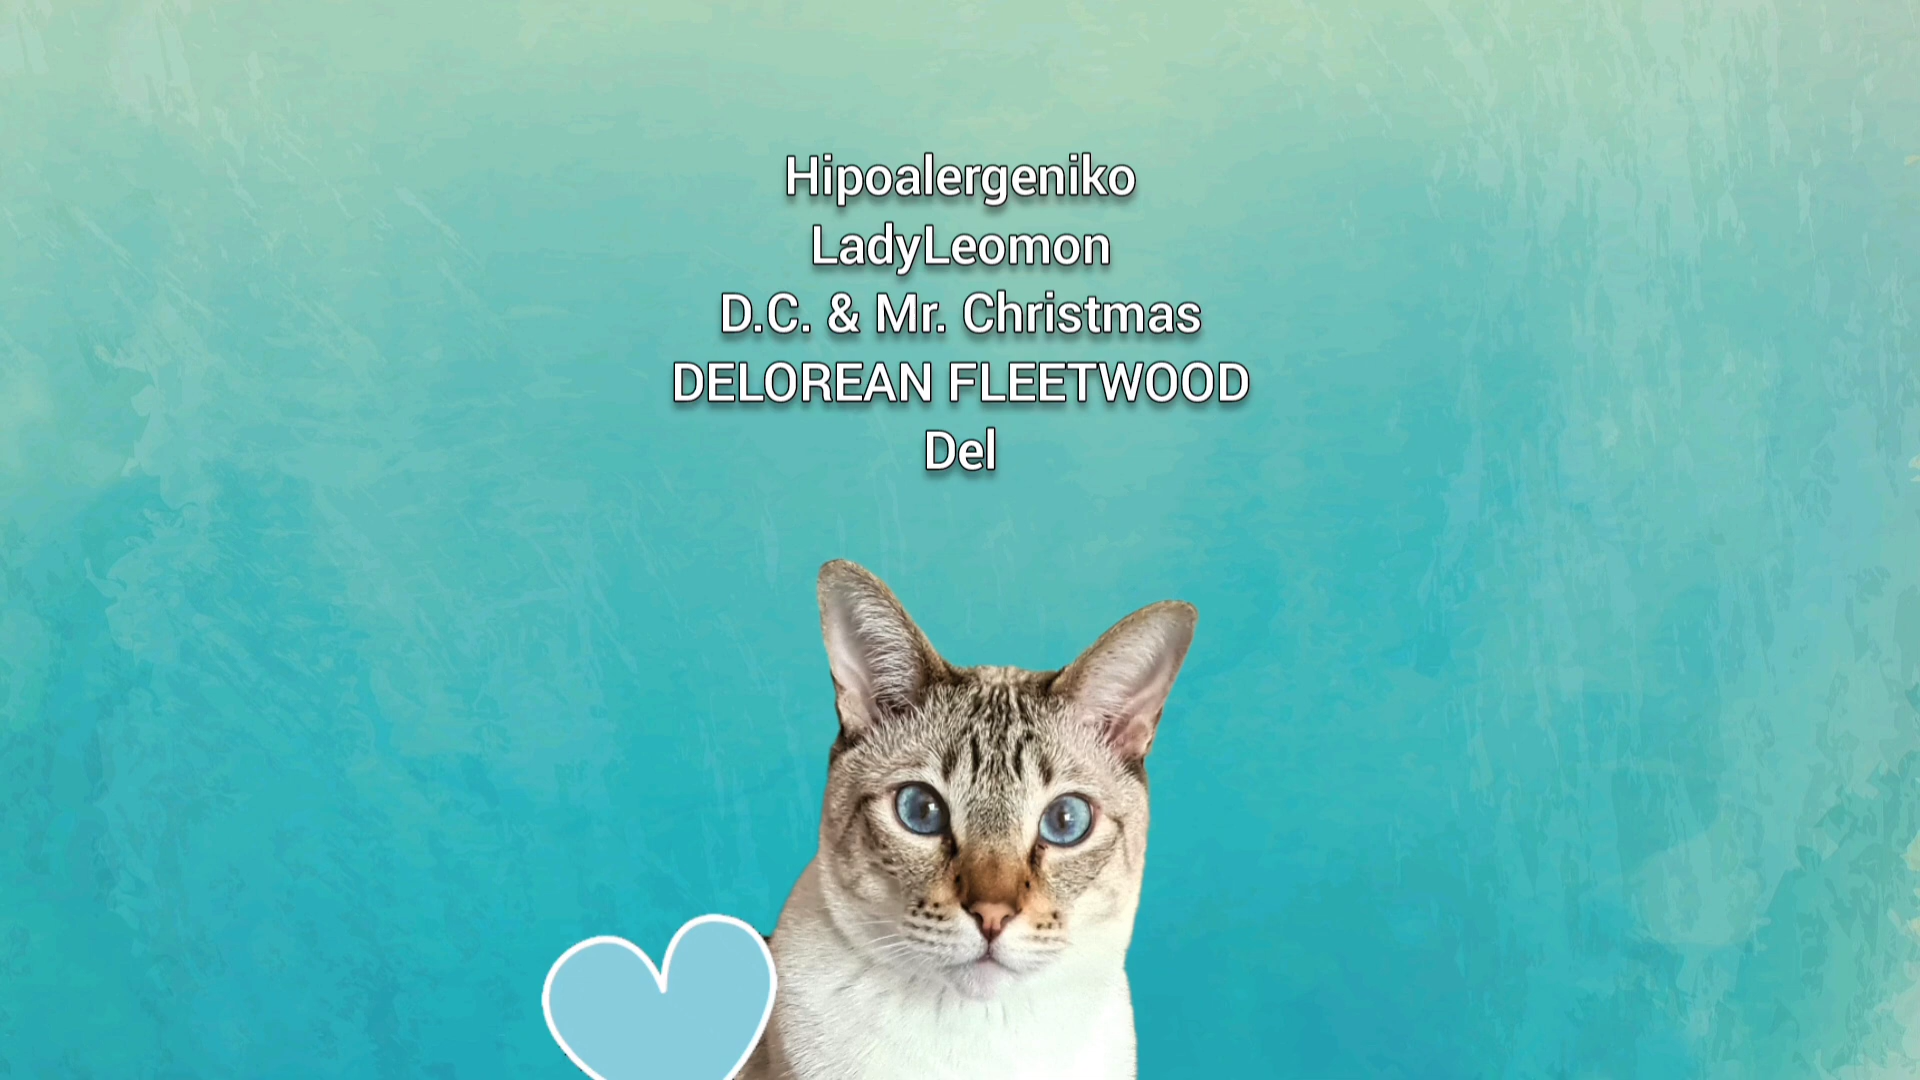 Hipoalergeniko
LadyLeomon
D.C. & Mr. Christmas
DELOREAN FLEETWOOD
Del